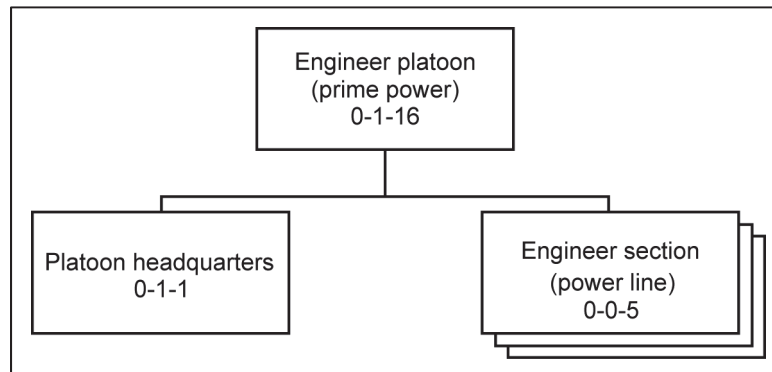 Engineer platoon
(prime power)
0-1-16
Platoon headquarters
0-1-1
Engineer section
(power line)
0-0-5